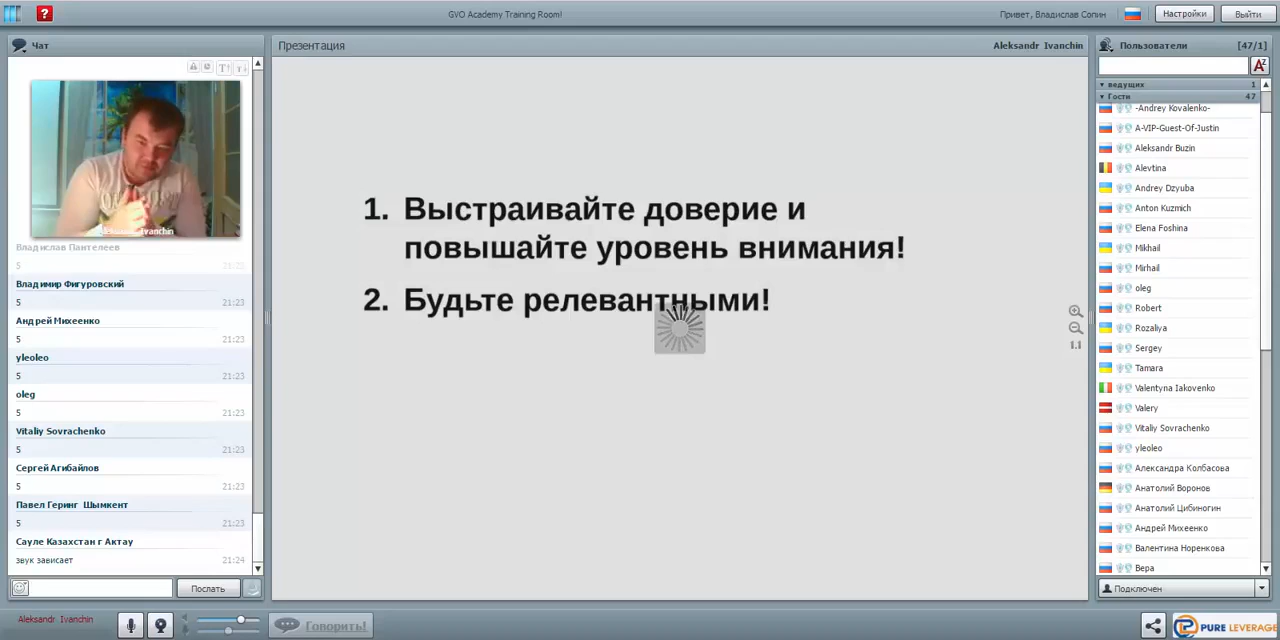 GVO Academy Training Room!
Привет, Владислав Сопин
Настройки
Выйти
Чат
Aleksandr Ivanchin
Владислав Пантелеев
5
Владимир Фигуровский
5 21:23
Андрей Михеенко
5 21:23
yleoleo
5 21:23
oleg
5 21:23
Vitaliy Sovrachenko
5 21:23
Сергей Агибайлов
5 21:23
Павел Геринг Шымкент
5 21:23
Сауле Казахстан г Актау
звук зависает 21:24
Послать
Презентация
Aleksandr Ivanchin
1. Выстраивайте доверие и
повышайте уровень внимания!
2. Будьте релевантными!
1.1
Пользователи [47/1]
ведущих 1
Гости 47
-Andrey Kovalenko-
A-VIP-Guest-Of-Justin
Aleksandr Buzin
Alevtina
Andrey Dzyuba
Anton Kuzmich
Elena Foshina
Mikhail
Mirhail
oleg
Robert
Rozaliya
Sergey
Tamara
Valentyna Iakovenko
Valery
Vitaliy Sovrachenko
yleoleo
Александра Колбасова
Анатолий Воронов
Анатолий Цибиногин
Андрей Михеенко
Валентина Норенкова
Вера
Подключен
Aleksandr Ivanchin
Говорить!
PURE LEVERAGE